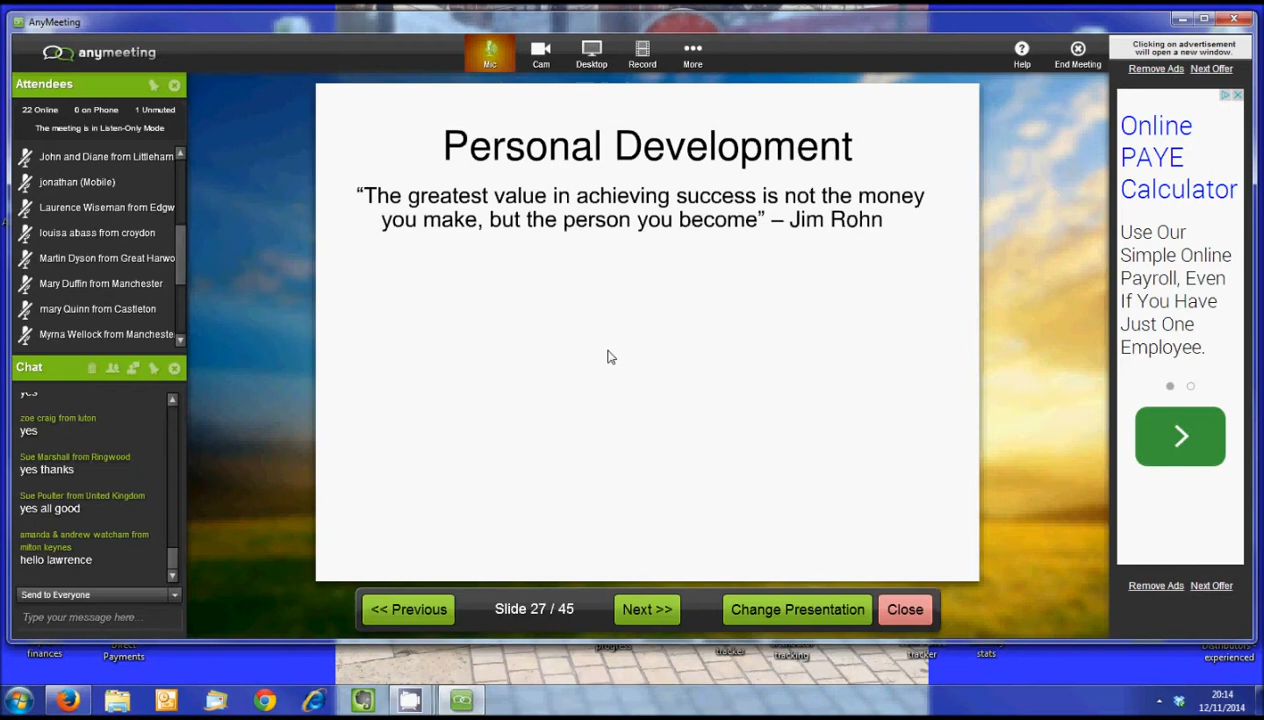 AnyMeeting
anymeeting
Mic
Cam
Desktop
Record
More
Help
End Meeting
Clicking on advertisement
will open a new window.
Remove Ads
Next Offer
Attendees
22 Online
0 on Phone
1 Unmuted
The meeting is in Listen-Only Mode
John and Diane from Littleham
jonathan (Mobile)
Laurence Wiseman from Edgw
louisa abass from croydon
Martin Dyson from Great Harwo
Mary Duffin from Manchester
mary Quinn from Castleton
Myrna Wellock from Mancheste
Chat
yes
zoe craig from luton
yes
Sue Marshall from Ringwood
yes thanks
Sue Poulter from United Kingdom
yes all good
amanda & andrew watcham from
milton keynes
hello lawrence
Send to Everyone
Type your message here...
Personal Development
“The greatest value in achieving success is not the money
you make, but the person you become” – Jim Rohn
<< Previous
Slide 27 / 45
Next >>
Change Presentation
Close
Online
PAYE
Calculator
Use Our
Simple Online
Payroll, Even
If You Have
Just One
Employee.
Remove Ads
Next Offer
finances
Direct
Payments
progress
tracker
tracking
tracker
stats
Distributors -
experienced
20:14
12/11/2014